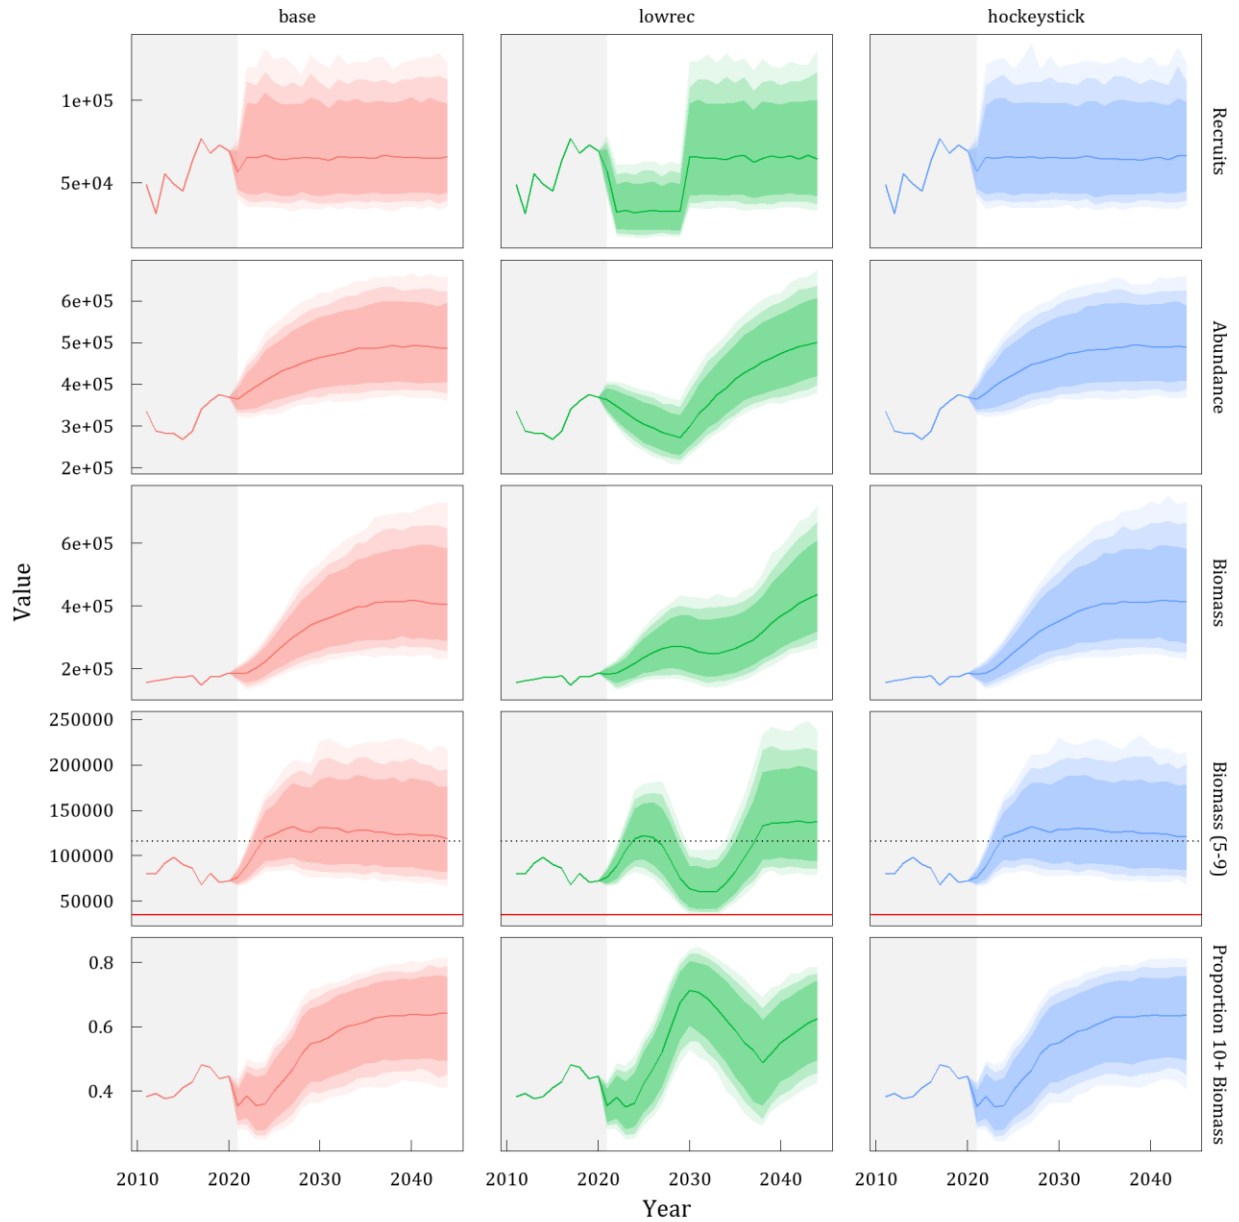 base lowrec hockeystick
1e+05
5e+04
Recruits
6e+05
5e+05
4e+05
3e+05
2e+05
Abundance
6e+05
4e+05
2e+05
Biomass
Value
250000
200000
150000
100000
50000
Biomass (5-9)
0.8
0.6
0.4
Proportion 10+ Biomass
2010 2020 2030 2040 2010 2020 2030 2040 2010 2020 2030 2040
Year